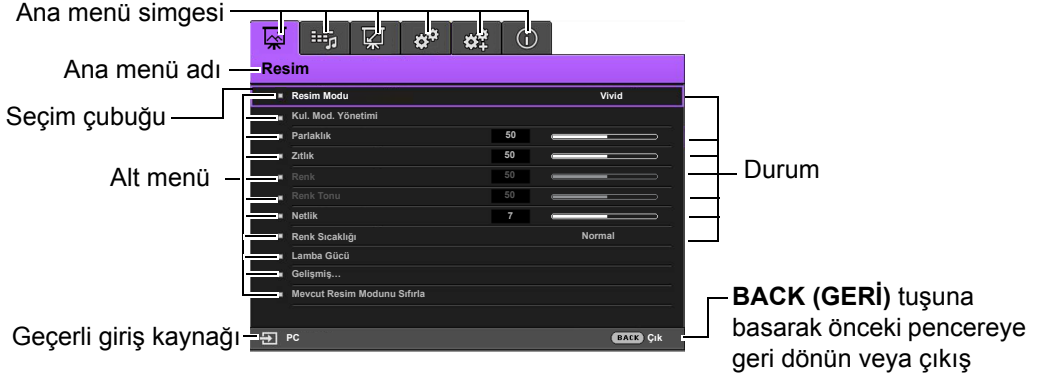 Ana menü simgesi
Ana menü adı
Resim
Seçim çubuğu
Resim Modu Vivid
Kul. Mod. Yönetimi
Parlaklık 50
Zıtlık 50
Alt menü
Durum
Renk 50
Renk Tonu 50
Netlik 7
Renk Sıcaklığı Normal
Lamba Gücü
Gelişmiş...
Mevcut Resim Modunu Sıfırla
Geçerli giriş kaynağı
PC
BACK Çık
BACK (GERİ) tuşuna
basarak önceki pencereye
geri dönün veya çıkış